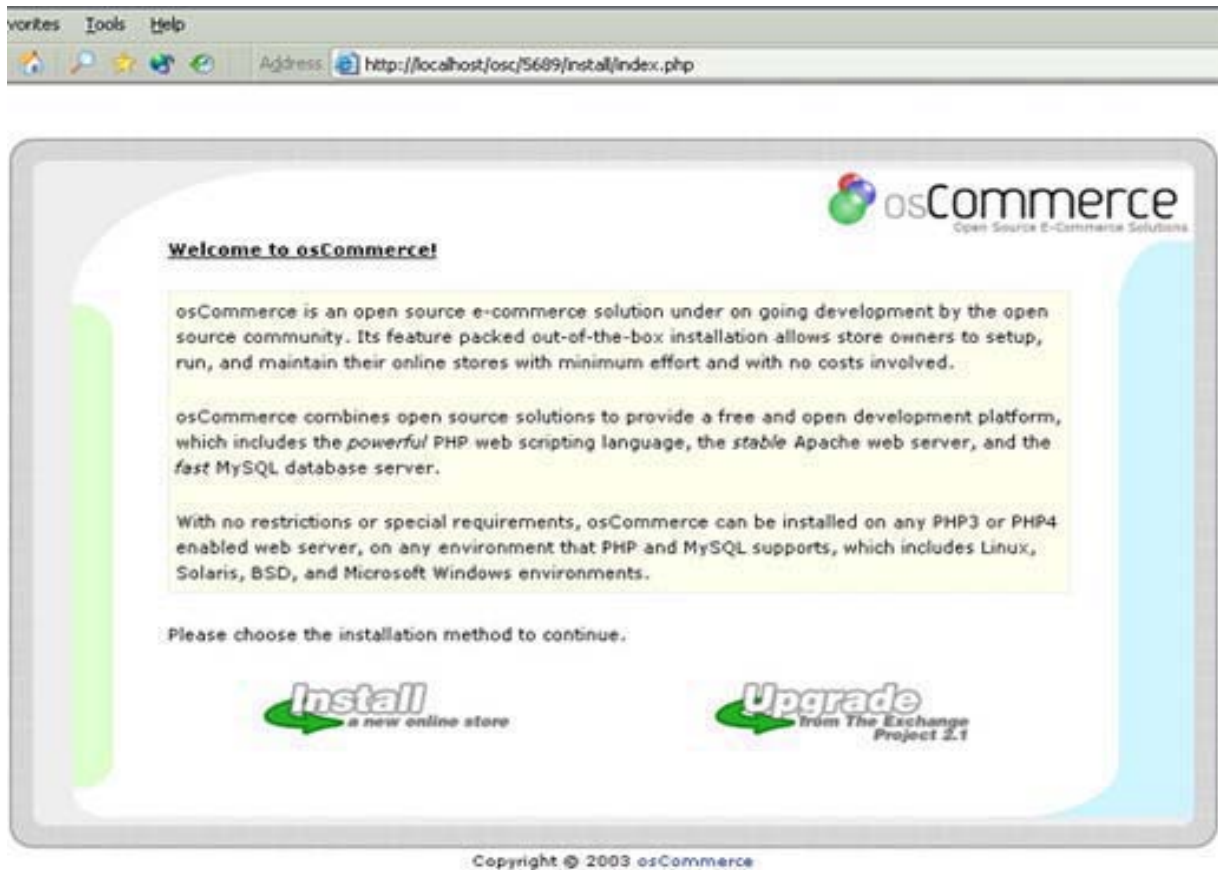 vorites Tools Help
Address http://localhost/osc/5689/install/index.php
osCommerce
Open Source E-Commerce Solutions
Welcome to osCommerce!
osCommerce is an open source e-commerce solution under on going development by the open
source community. Its feature packed out-of-the-box installation allows store owners to setup,
run, and maintain their online stores with minimum effort and with no costs involved.
osCommerce combines open source solutions to provide a free and open development platform,
which includes the powerful PHP web scripting language, the stable Apache web server, and the
fast MySQL database server.
With no restrictions or special requirements, osCommerce can be installed on any PHP3 or PHP4
enabled web server, on any environment that PHP and MySQL supports, which includes Linux,
Solaris, BSD, and Microsoft Windows environments.
Please choose the installation method to continue.
Install
a new online store
Upgrade
from The Exchange
Project 2.1
Copyright © 2003 osCommerce